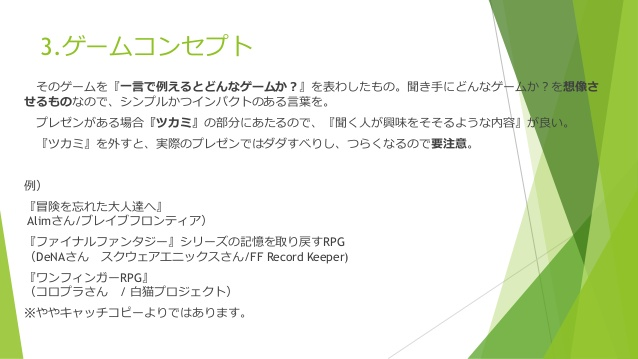 3.ゲームコンセプト
そのゲームを『一言で例えるとどんなゲームか？』を表わしたもの。聞き手にどんなゲームか？を想像さ
せるものなので、シンプルかつインパクトのある言葉を。
プレゼンがある場合『ツカミ』の部分にあたるので、『聞く人が興味をそそるような内容』が良い。
『ツカミ』を外すと、実際のプレゼンではダダすべりし、つらくなるので要注意。
例）
『冒険を忘れた大人達へ』
Alimさん/ブレイブフロンティア）
『ファイナルファンタジー』シリーズの記憶を取り戻すRPG
（DeNAさん　スクウェアエニックスさん/FF Record Keeper)
『ワンフィンガーRPG』
（コロプラさん　/ 白猫プロジェクト）
※ややキャッチコピーよりではあります。